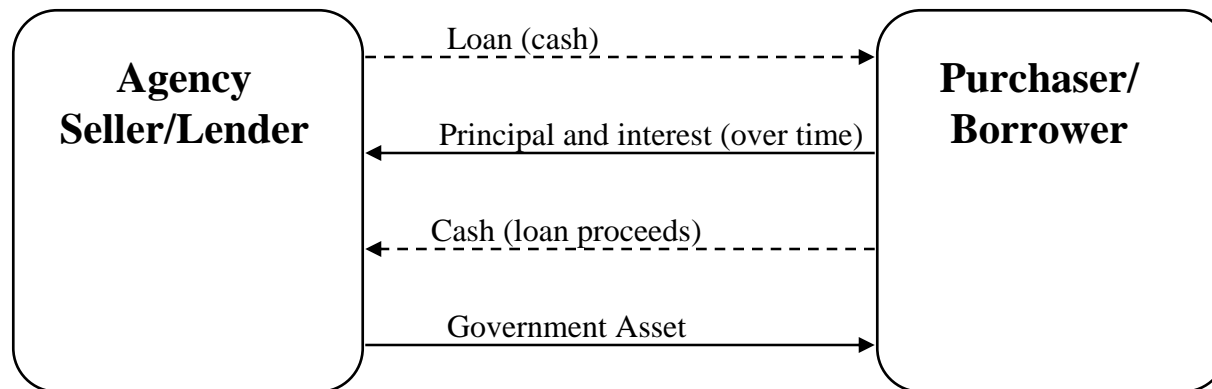 Agency
Seller/Lender
Loan (cash)
Principal and interest (over time)
Cash (loan proceeds)
Government Asset
Purchaser/
Borrower